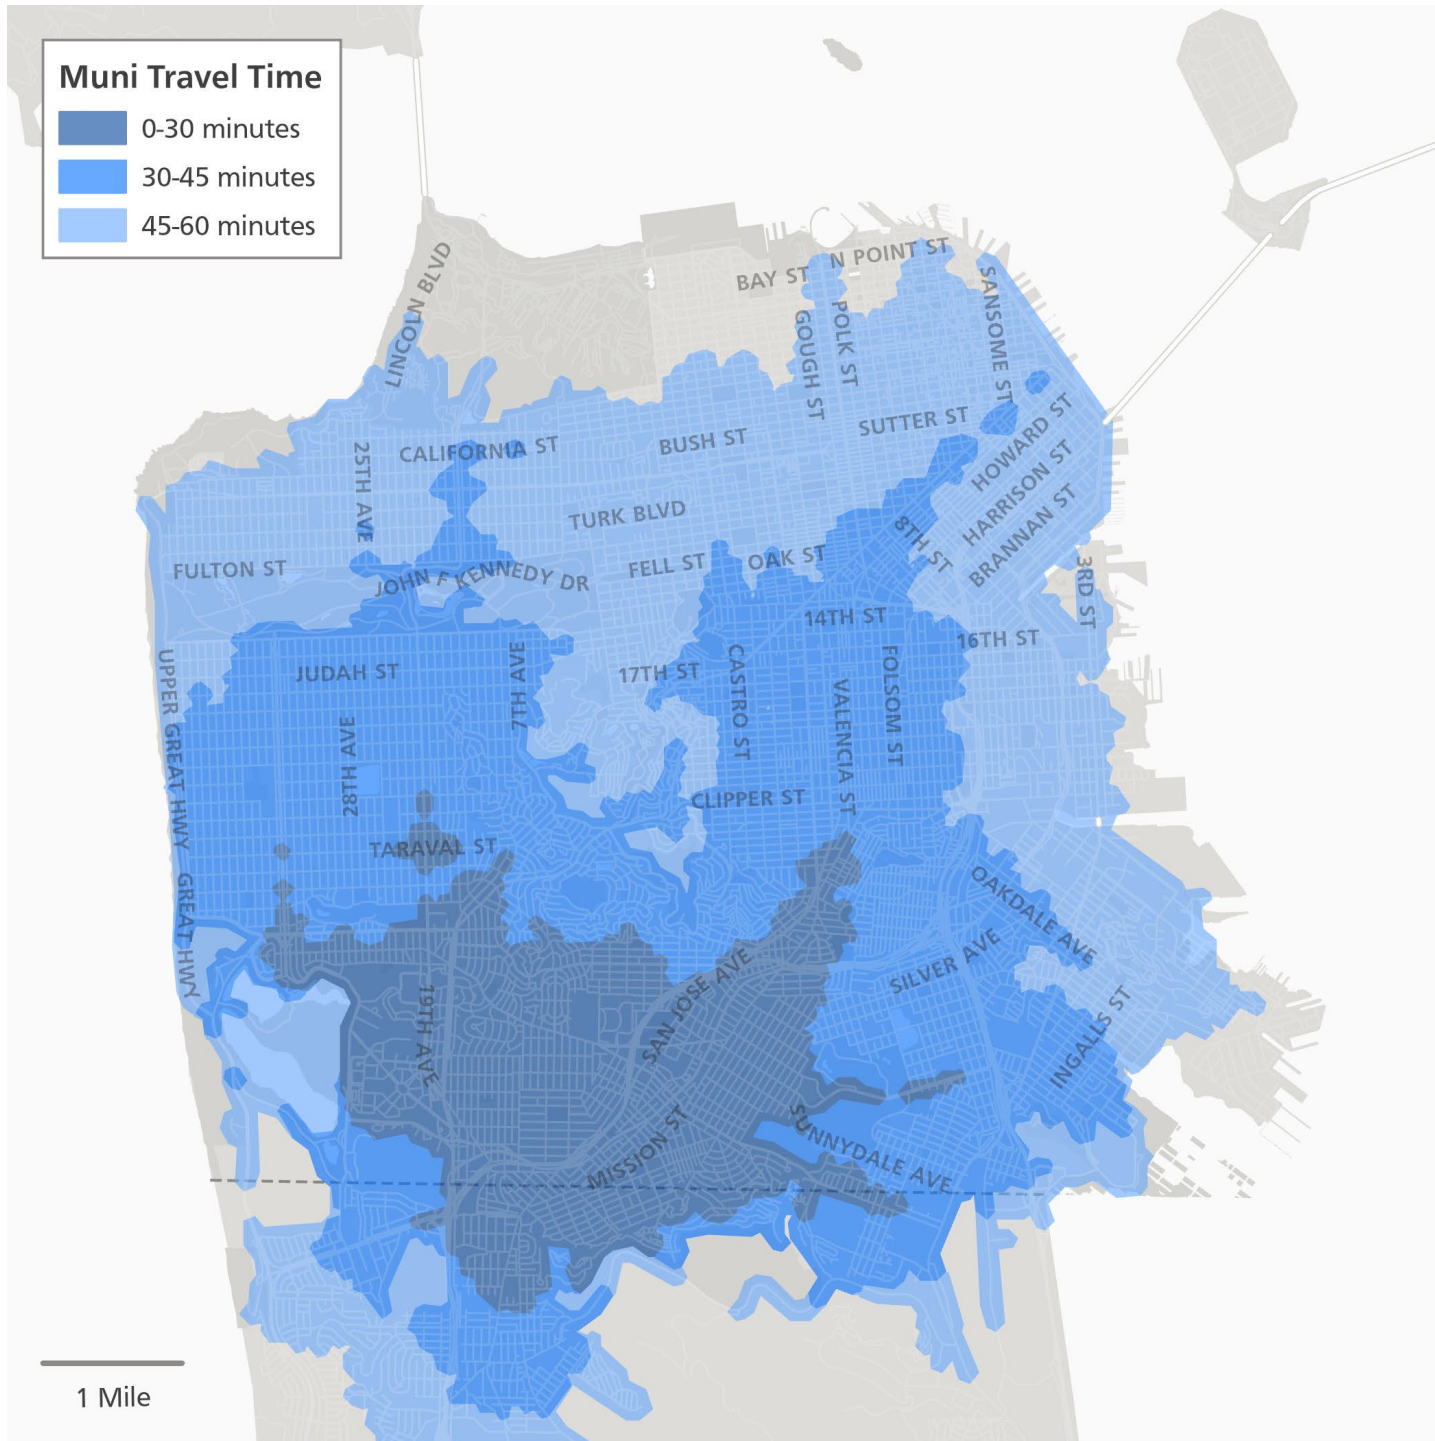 Muni Travel Time
0-30 minutes
30-45 minutes
45-60 minutes
LINCOLN BLVD
BAY ST
N POINT ST
GOUGH ST
POLK ST
SANSOME ST
25TH AVE
CALIFORNIA ST
BUSH ST
SUTTER ST
HOWARD ST
HARRISON ST
BRANNAN ST
TURK BLVD
8TH ST
FULTON ST
JOHN F KENNEDY DR
FELL ST
OAK ST
3RD ST
14TH ST
16TH ST
UPPER GREAT HWY
JUDAH ST
7TH AVE
17TH ST
CASTRO ST
VALENCIA ST
FOLSOM ST
28TH AVE
CLIPPER ST
TARAVAL ST
GREAT HWY
OAKDALE AVE
SILVER AVE
19TH AVE
SAN JOSE AVE
INGALLS ST
MISSION ST
SUNNYDALE AVE
1 Mile